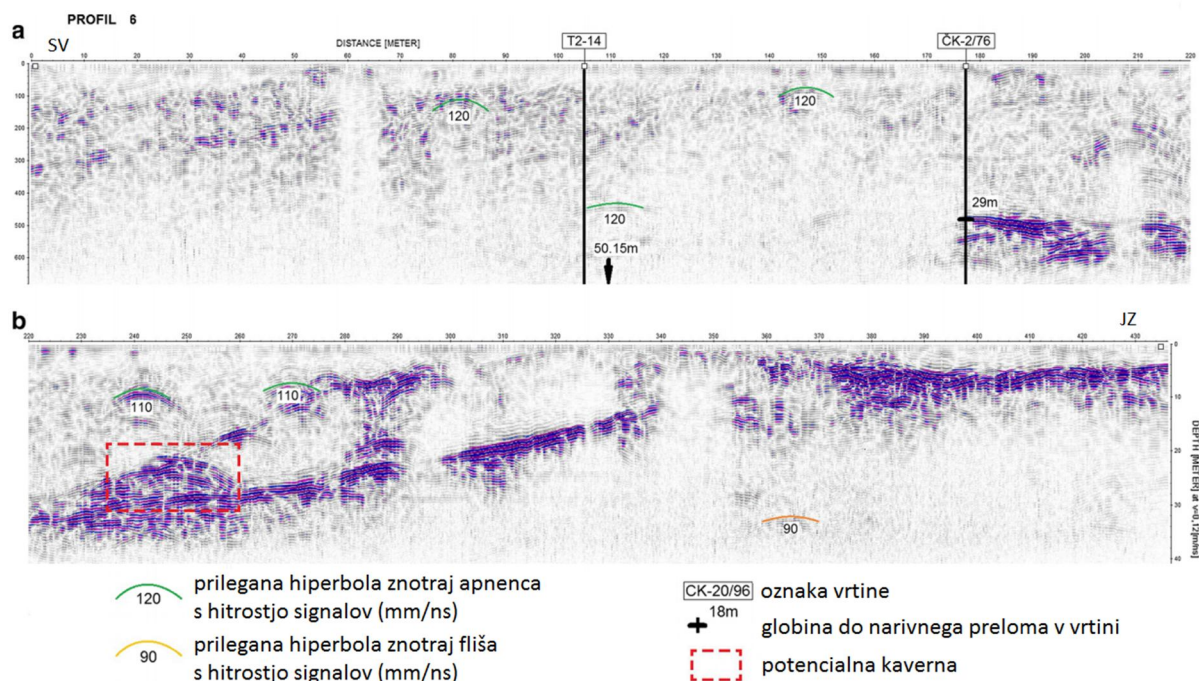 PROFIL 6
a
SV
DISTANCE [METER]
T2-14
ČK-2/76
0 10 20 30 40 50 60 70 80 90 100 110 120 130 140 150 160 170 180 190 200 210 220
0
100
200
300
400
500
600
120
120
120
50.15m
29m
b
JZ
220 230 240 250 260 270 280 290 300 310 320 330 340 350 360 370 380 390 400 410 420 430
0
10
20
30
40
DEPTH [METER] at v=0,12[m/ns]
110
110
90
120
prilegana hiperbola znotraj apnenca
s hitrostjo signalov (mm/ns)
90
prilegana hiperbola znotraj fliša
s hitrostjo signalov (mm/ns)
CK-20/96 oznaka vrtine
18m
globina do narivnega preloma v vrtini
potencialna kaverna